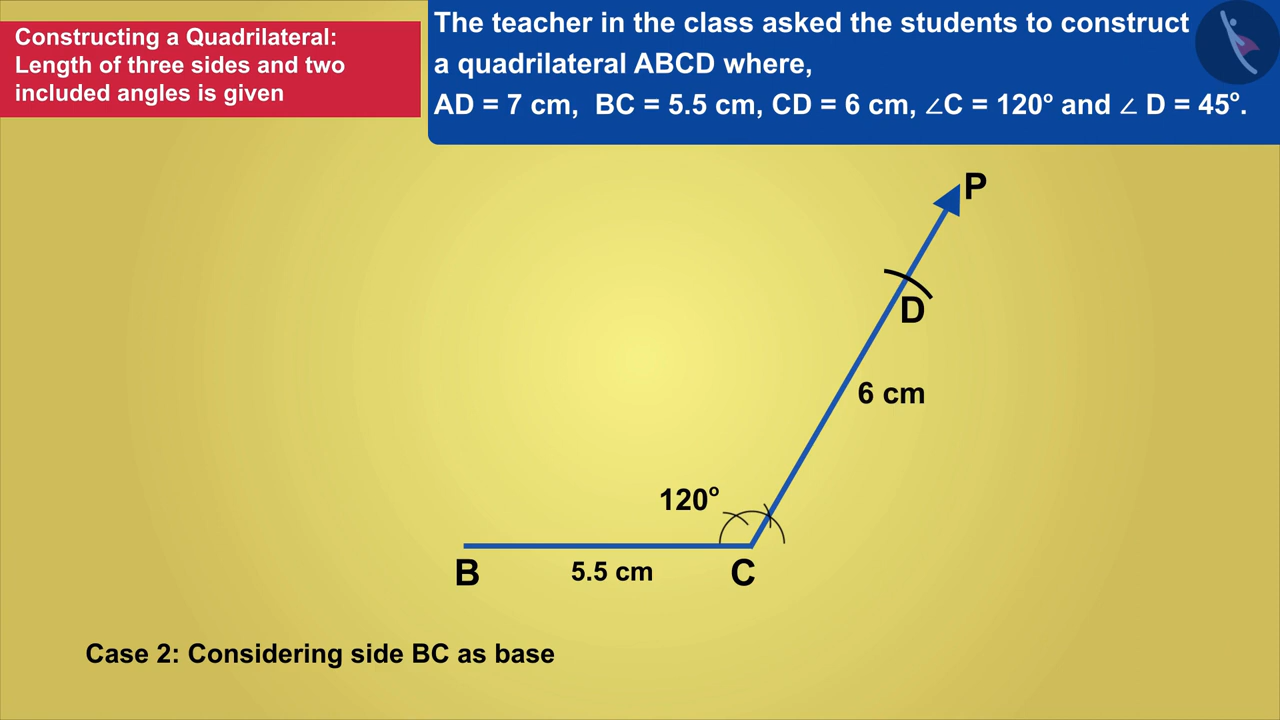 Constructing a Quadrilateral:
Length of three sides and two
included angles is given
The teacher in the class asked the students to construct
a quadrilateral ABCD where,
AD = 7 cm, BC = 5.5 cm, CD = 6 cm, ∠C = 120° and ∠ D = 45°.
P
D
6 cm
120°
B
5.5 cm
C
Case 2: Considering side BC as base